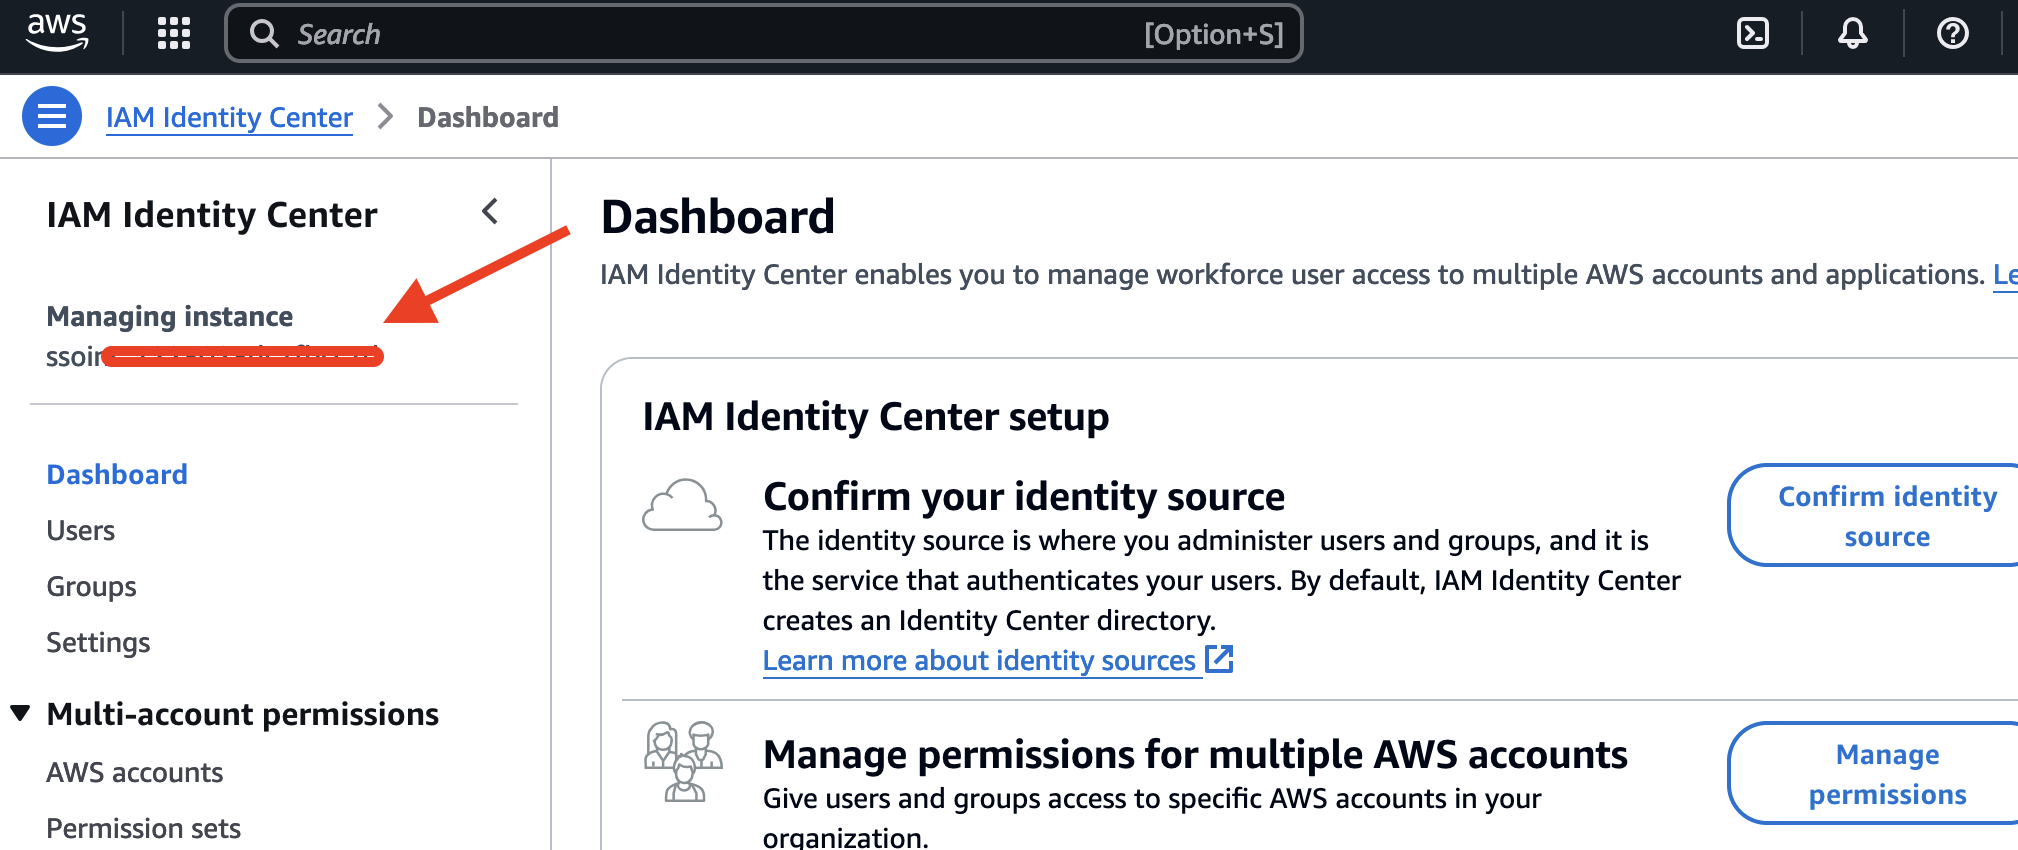 aws
Search
[Option+S]
IAM Identity Center
Dashboard
IAM Identity Center
Managing instance
Dashboard
Users
Groups
Settings
Multi-account permissions
AWS accounts
Permission sets
Dashboard
IAM Identity Center enables you to manage workforce user access to multiple AWS accounts and applications.
IAM Identity Center setup
Confirm your identity source
The identity source is where you administer users and groups, and it is
the service that authenticates your users. By default, IAM Identity Center
creates an Identity Center directory.
Learn more about identity sources
Confirm identity
source
Manage permissions for multiple AWS accounts
Give users and groups access to specific AWS accounts in your
organization.
Manage
permissions